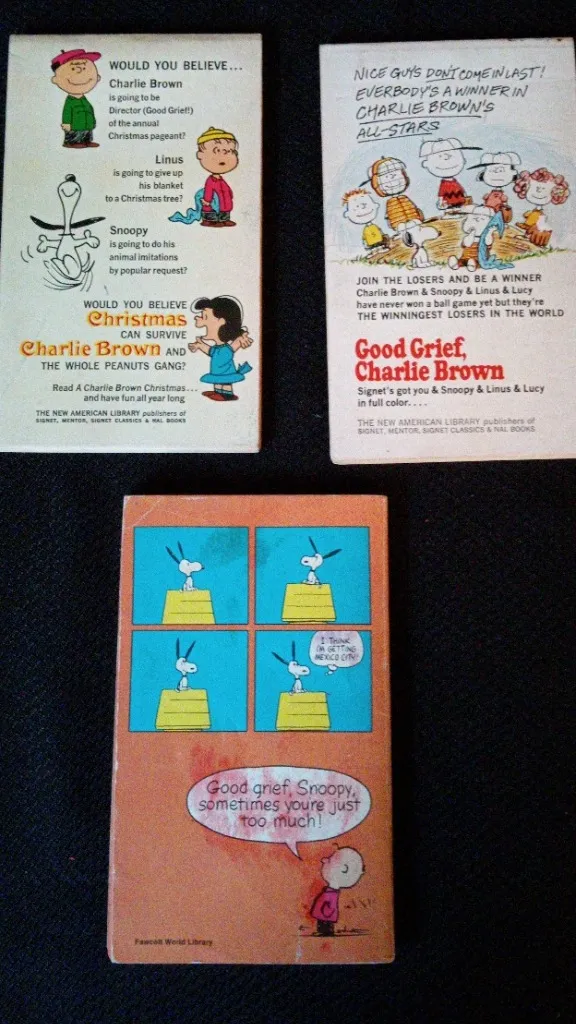 WOULD YOU BELIEVE...
Charlie Brown
is going to be
Director (Good Grief!)
of the annual
Christmas pageant?
Linus
is going to give up
his blanket
to a Christmas tree?
Snoopy
is going to do his
animal imitations
by popular request?
WOULD YOU BELIEVE
Christmas
CAN SURVIVE
Charlie Brown AND
THE WHOLE PEANUTS GANG?
Read A Charlie Brown Christmas...
and have fun all year long
THE NEW AMERICAN LIBRARY publishers of
SIGNET, MENTOR, SIGNET CLASSICS & NAL BOOKS
NICE GUYS DON'T COME IN LAST!
EVERBODY'S A WINNER IN
CHARLIE BROWN'S
ALL-STARS
JOIN THE LOSERS AND BE A WINNER
Charlie Brown & Snoopy & Linus & Lucy
have never won a ball game yet but they're
THE WINNINGEST LOSERS IN THE WORLD
Good Grief,
Charlie Brown
Signet's got you & Snoopy & Linus & Lucy
in full color....
THE NEW AMERICAN LIBRARY publishers of
SIGNET, MENTOR, SIGNET CLASSICS & NAL BOOKS
I THINK
I'M GETTING
MEXICO CITY!
Good grief, Snoopy,
sometimes you're just
too much!
Fawcett World Library